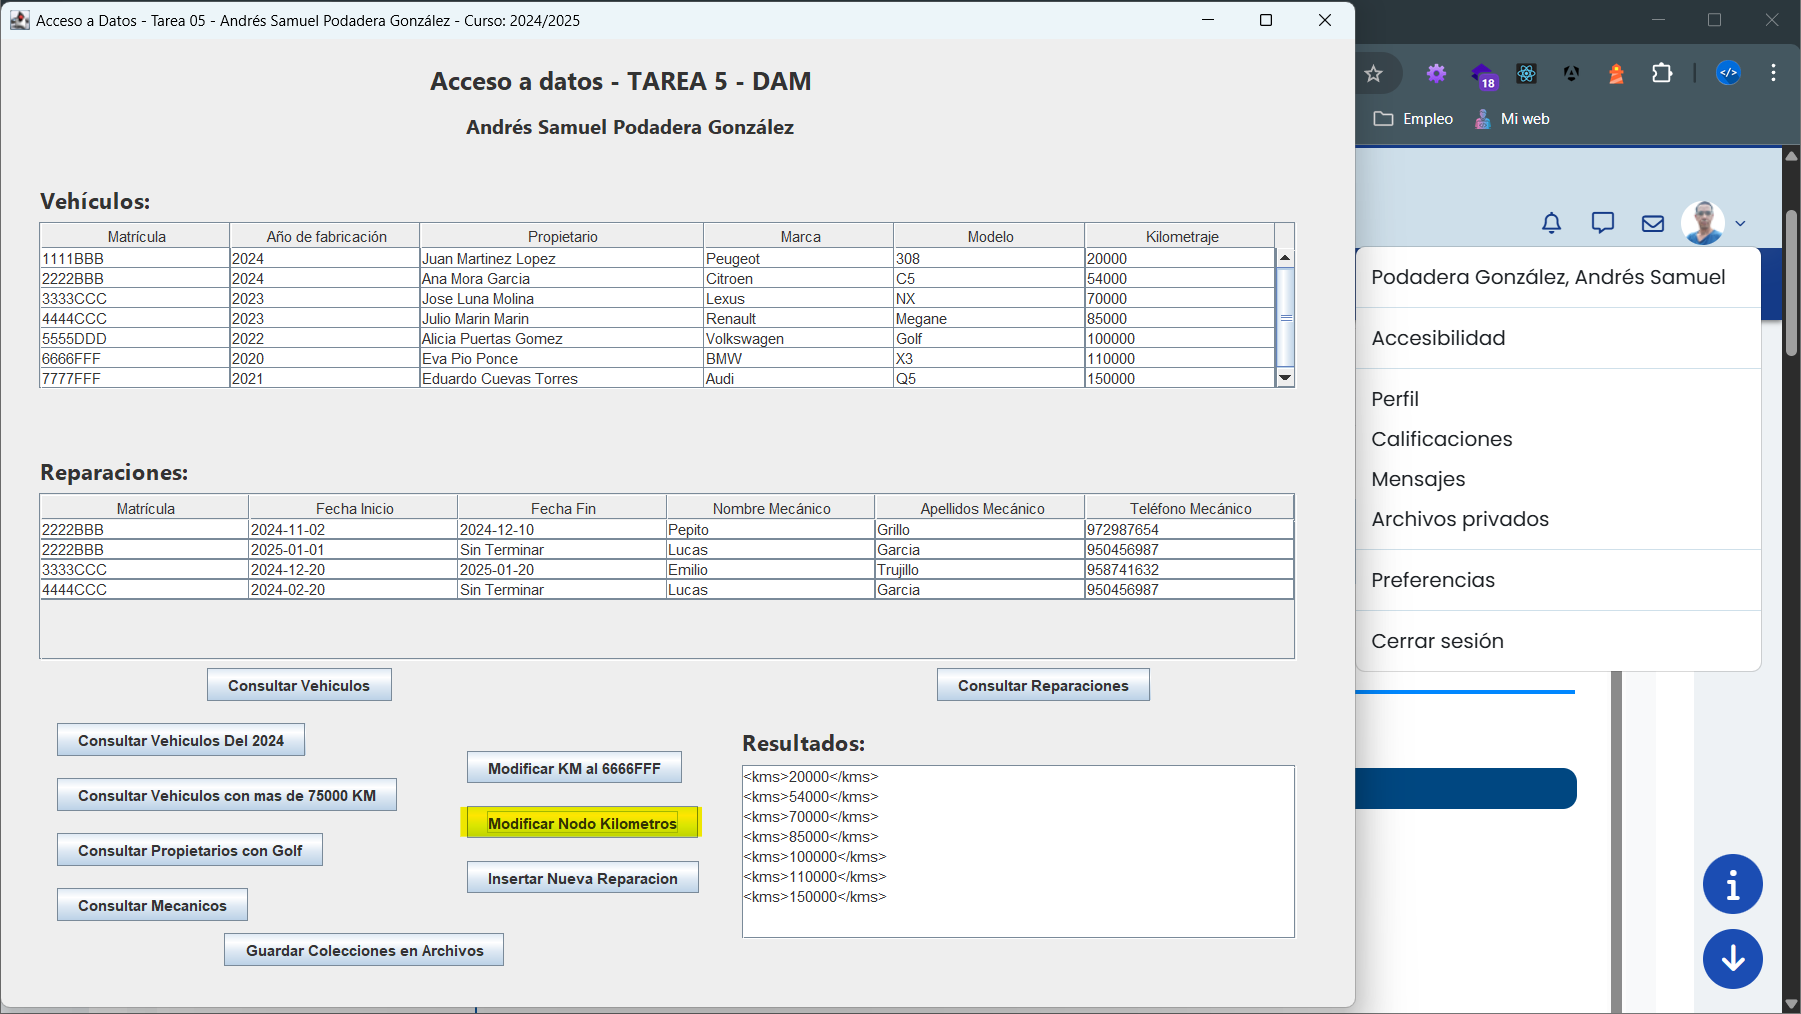 Acceso a Datos - Tarea 05 - Andrés Samuel Podadera González - Curso: 2024/2025
Acceso a datos - TAREA 5 - DAM
Andrés Samuel Podadera González
Vehículos:
Matrícula Año de fabricación Propietario Marca Modelo Kilometraje
1111BBB 2024 Juan Martinez Lopez Peugeot 308 20000
2222BBB 2024 Ana Mora Garcia Citroen C5 54000
3333CCC 2023 Jose Luna Molina Lexus NX 70000
4444CCC 2023 Julio Marin Marin Renault Megane 85000
5555DDD 2022 Alicia Puertas Gomez Volkswagen Golf 100000
6666FFF 2020 Eva Pio Ponce BMW X3 110000
7777FFF 2021 Eduardo Cuevas Torres Audi Q5 150000
Reparaciones:
Matrícula Fecha Inicio Fecha Fin Nombre Mecánico Apellidos Mecánico Teléfono Mecánico
2222BBB 2024-11-02 2024-12-10 Pepito Grillo 972987654
2222BBB 2025-01-01 Sin Terminar Lucas Garcia 950456987
3333CCC 2024-12-20 2025-01-20 Emilio Trujillo 958741632
4444CCC 2024-02-20 Sin Terminar Lucas Garcia 950456987
Consultar Vehiculos
Consultar Reparaciones
Consultar Vehiculos Del 2024
Consultar Vehiculos con mas de 75000 KM
Consultar Propietarios con Golf
Consultar Mecanicos
Guardar Colecciones en Archivos
Modificar KM al 6666FFF
Modificar Nodo Kilometros
Insertar Nueva Reparacion
Resultados:
<kms>20000</kms>
<kms>54000</kms>
<kms>70000</kms>
<kms>85000</kms>
<kms>100000</kms>
<kms>110000</kms>
<kms>150000</kms>
18
</>
Empleo
Mi web
Podadera González, Andrés Samuel
Accesibilidad
Perfil
Calificaciones
Mensajes
Archivos privados
Preferencias
Cerrar sesión